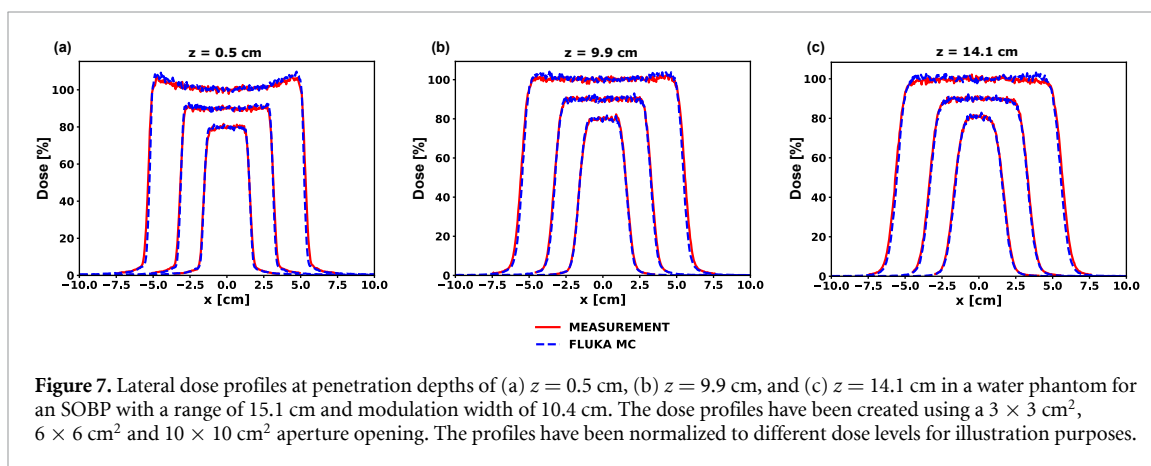 (a)
z = 0.5 cm
100
80
60
40
20
0
Dose [%]
−10.0 −7.5 −5.0 −2.5 0.0 2.5 5.0 7.5 10.0
x [cm]
(b)
z = 9.9 cm
100
80
60
40
20
0
Dose [%]
−10.0 −7.5 −5.0 −2.5 0.0 2.5 5.0 7.5 10.0
x [cm]
(c)
z = 14.1 cm
100
80
60
40
20
0
Dose [%]
−10.0 −7.5 −5.0 −2.5 0.0 2.5 5.0 7.5 10.0
x [cm]
MEASUREMENT
FLUKA MC
Figure 7. Lateral dose profiles at penetration depths of (a) z = 0.5 cm, (b) z = 9.9 cm, and (c) z = 14.1 cm in a water phantom for
an SOBP with a range of 15.1 cm and modulation width of 10.4 cm. The dose profiles have been created using a 3 × 3 cm²,
6 × 6 cm² and 10 × 10 cm² aperture opening. The profiles have been normalized to different dose levels for illustration purposes.